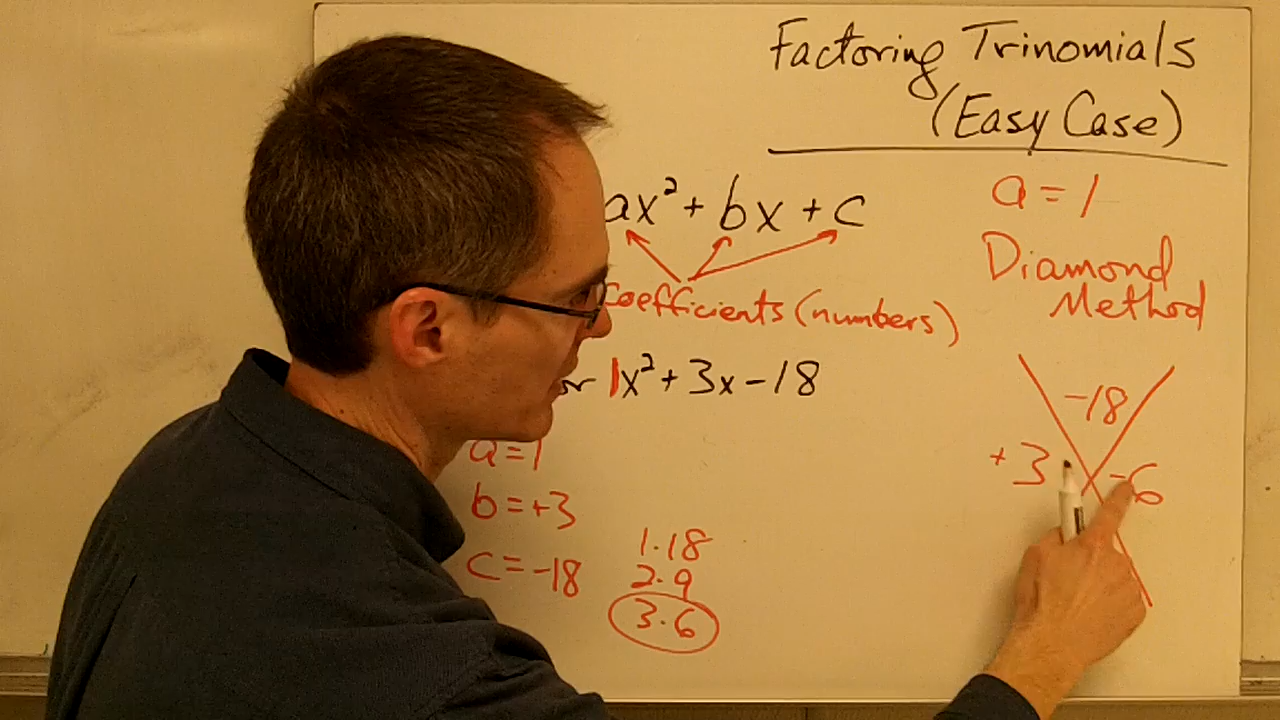 Factoring Trinomials
(Easy Case)
ax² + bx + c
a = 1
Diamond
Method
Coefficients (numbers)
1x² + 3x - 18
-18
+3
-6
a = 1
b = +3
c = -18
1·18
2·9
3·6